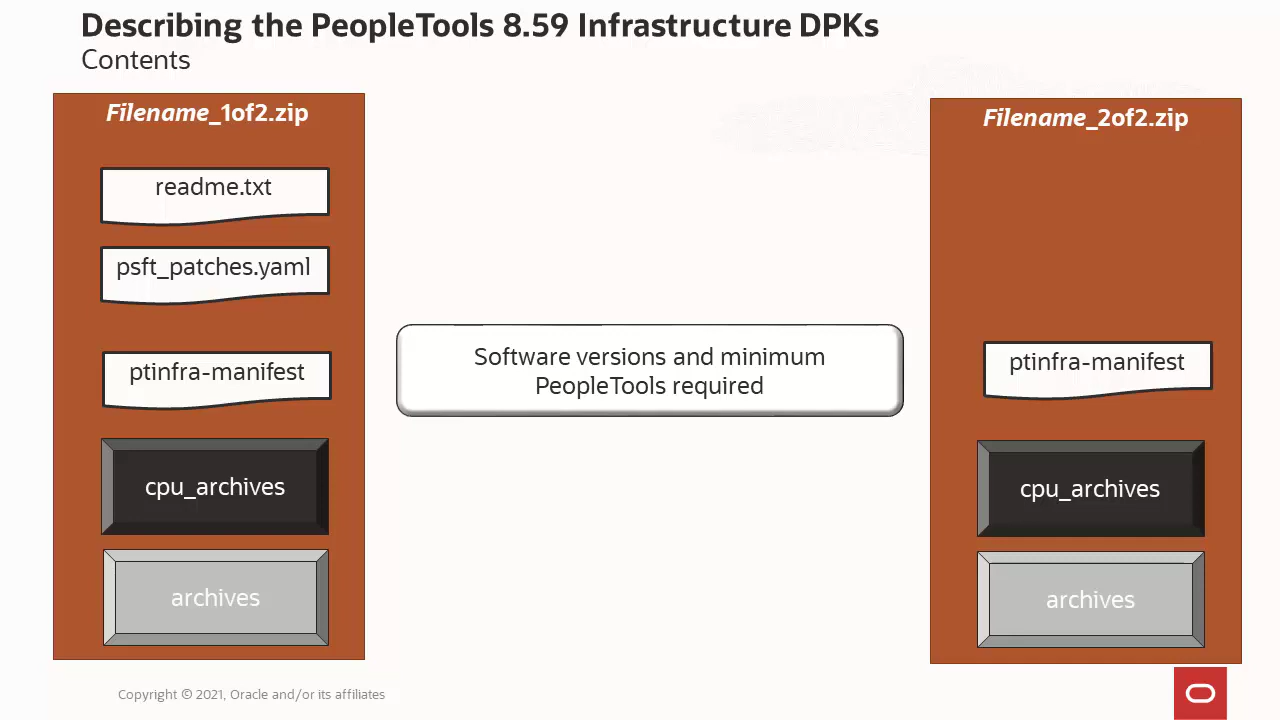 Describing the PeopleTools 8.59 Infrastructure DPKs
Contents
Filename_1of2.zip
readme.txt
psft_patches.yaml
ptinfra-manifest
cpu_archives
archives
Software versions and minimum
PeopleTools required
Filename_2of2.zip
ptinfra-manifest
cpu_archives
archives
Copyright © 2021, Oracle and/or its affiliates